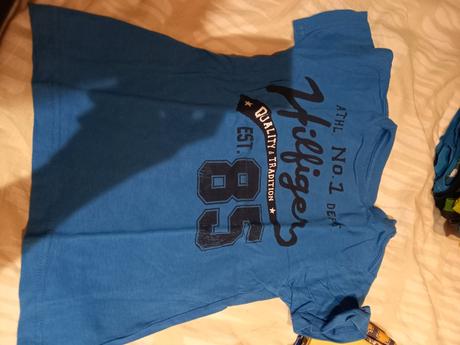 ATHL No.1 DEPT
Hilfiger
★ QUALITY & TRADITION ★
EST. 85